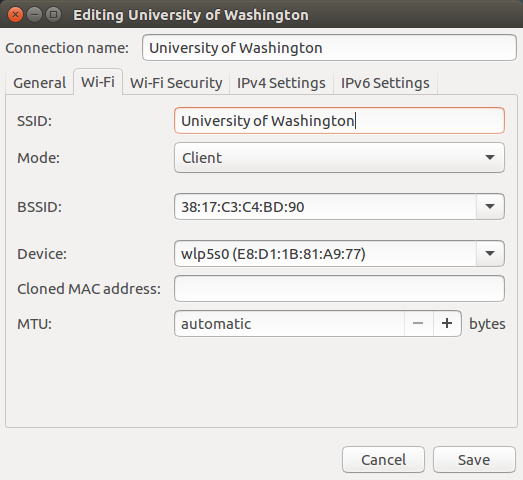 Editing University of Washington
Connection name: University of Washington
General Wi-Fi Wi-Fi Security IPv4 Settings IPv6 Settings
SSID: University of Washington
Mode: Client
BSSID: 38:17:C3:C4:BD:90
Device: wlp5s0 (E8:D1:1B:81:A9:77)
Cloned MAC address:
MTU: automatic − + bytes
Cancel Save